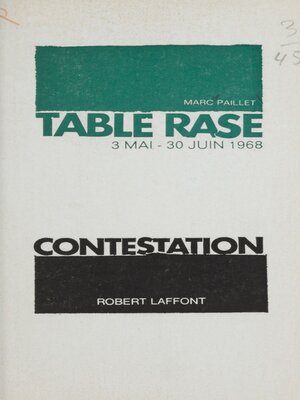 MARC PAILLET
TABLE RASE
3 MAI - 30 JUIN 1968
CONTESTATION
ROBERT LAFFONT